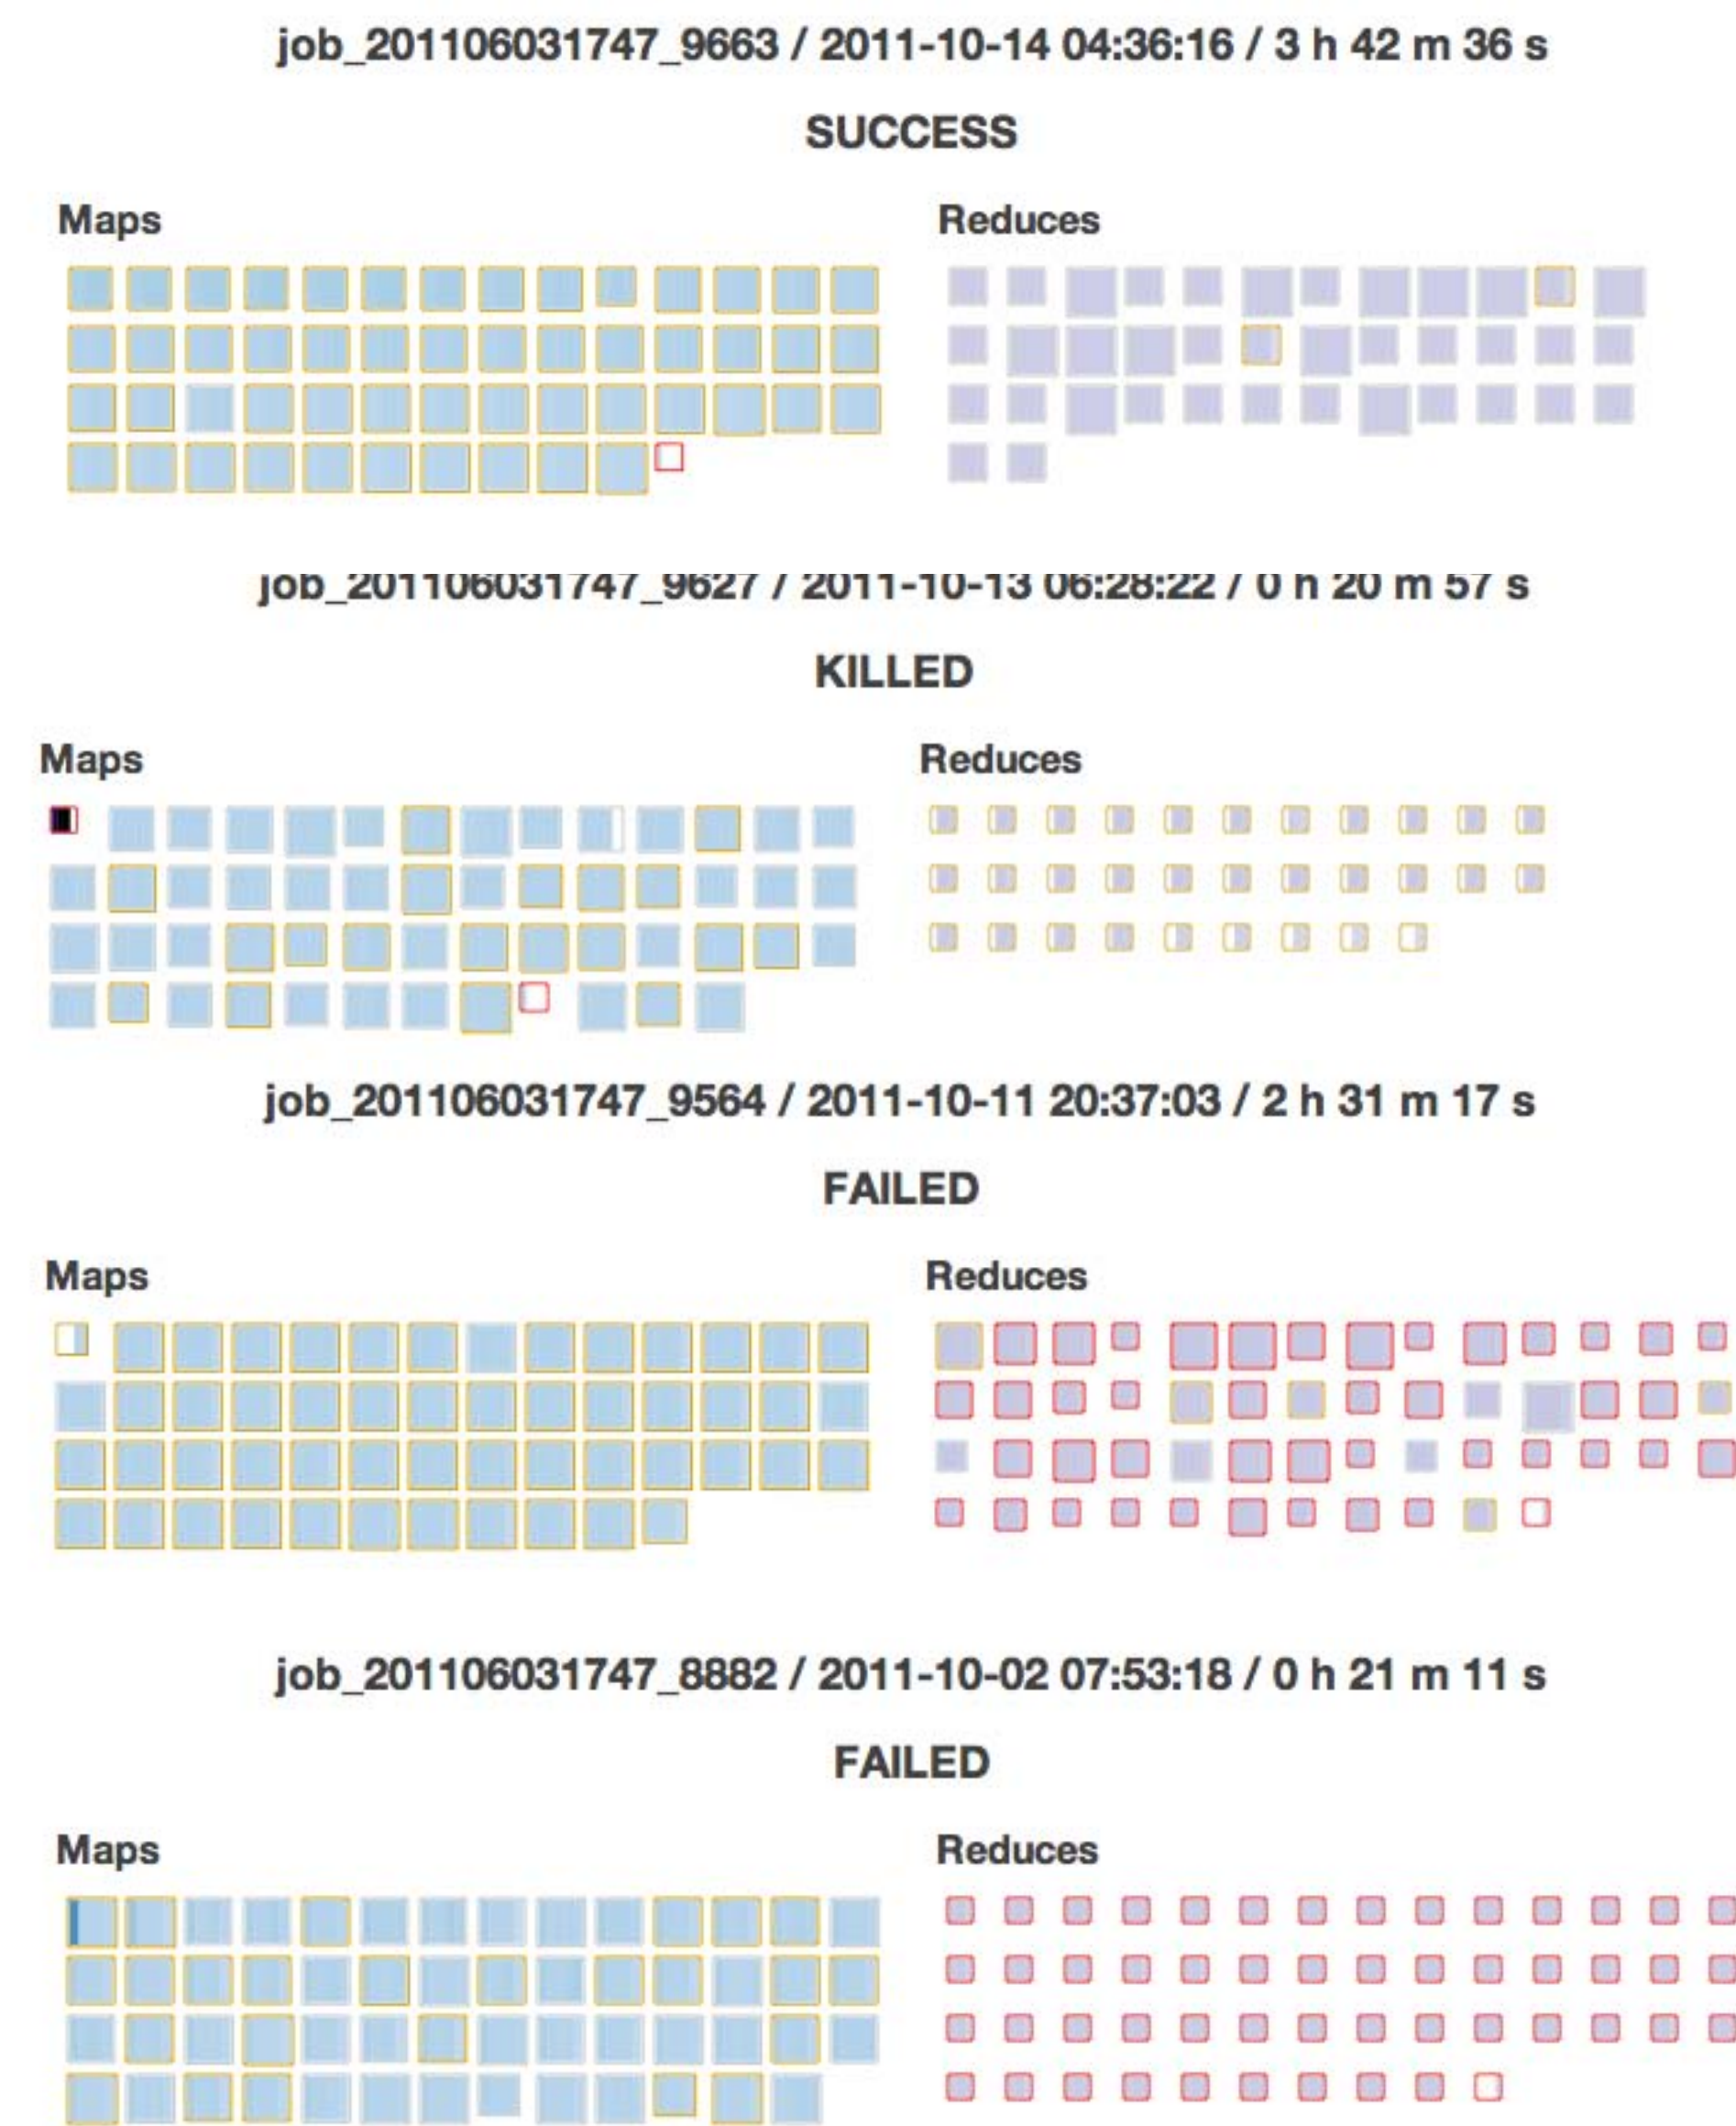 job_201106031747_9663 / 2011-10-14 04:36:16 / 3 h 42 m 36 s
SUCCESS
Maps
Reduces
job_201106031747_9627 / 2011-10-13 06:28:22 / 0 h 20 m 57 s
KILLED
Maps
Reduces
job_201106031747_9564 / 2011-10-11 20:37:03 / 2 h 31 m 17 s
FAILED
Maps
Reduces
job_201106031747_8882 / 2011-10-02 07:53:18 / 0 h 21 m 11 s
FAILED
Maps
Reduces